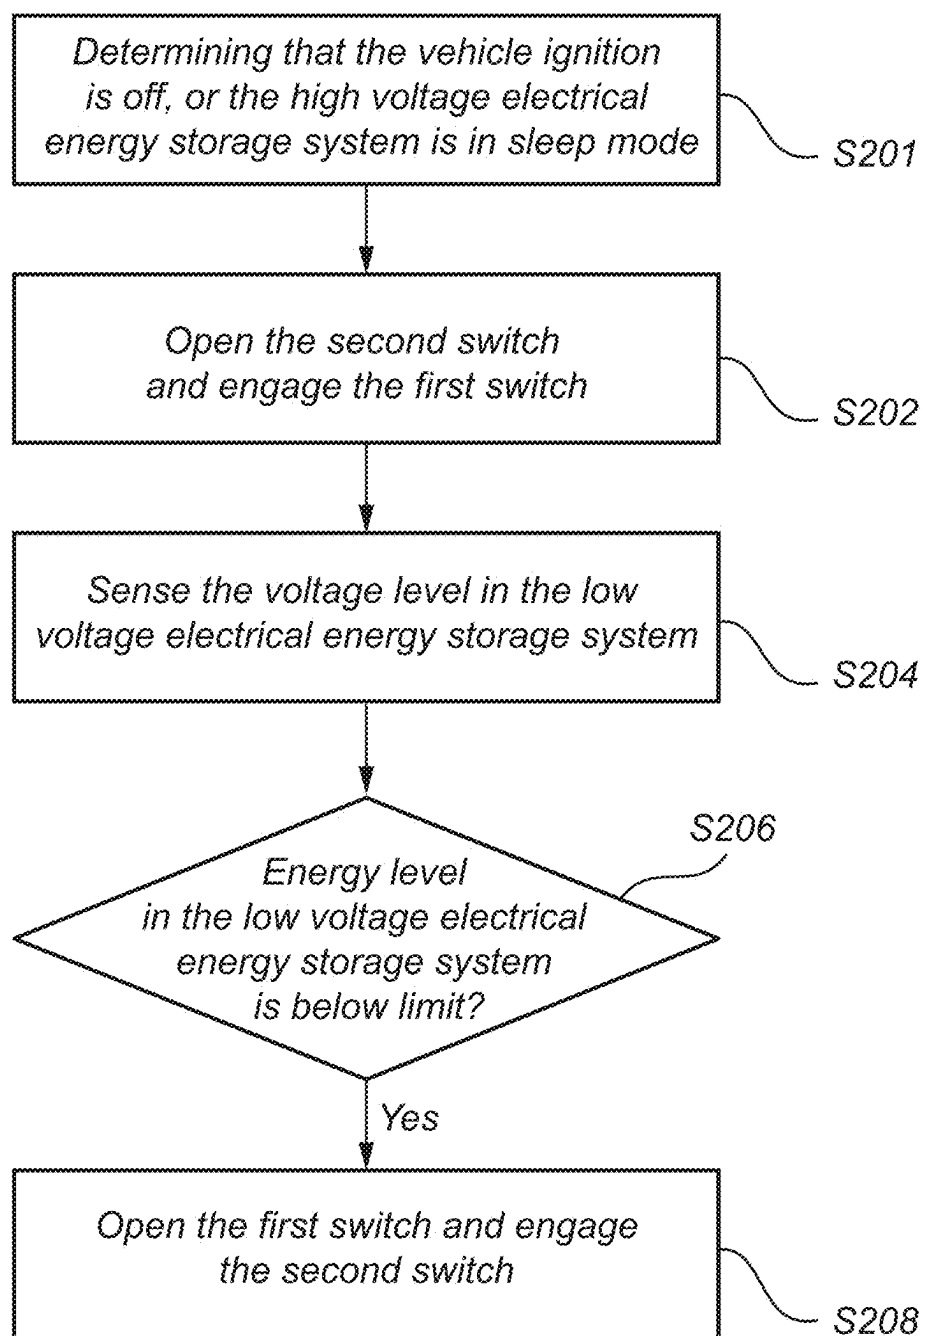 Determining that the vehicle ignition
is off, or the high voltage electrical
energy storage system is in sleep mode
S201
Open the second switch
and engage the first switch
S202
Sense the voltage level in the low
voltage electrical energy storage system
S204
S206
Energy level
in the low voltage electrical
energy storage system
is below limit?
Yes
Open the first switch and engage
the second switch
S208